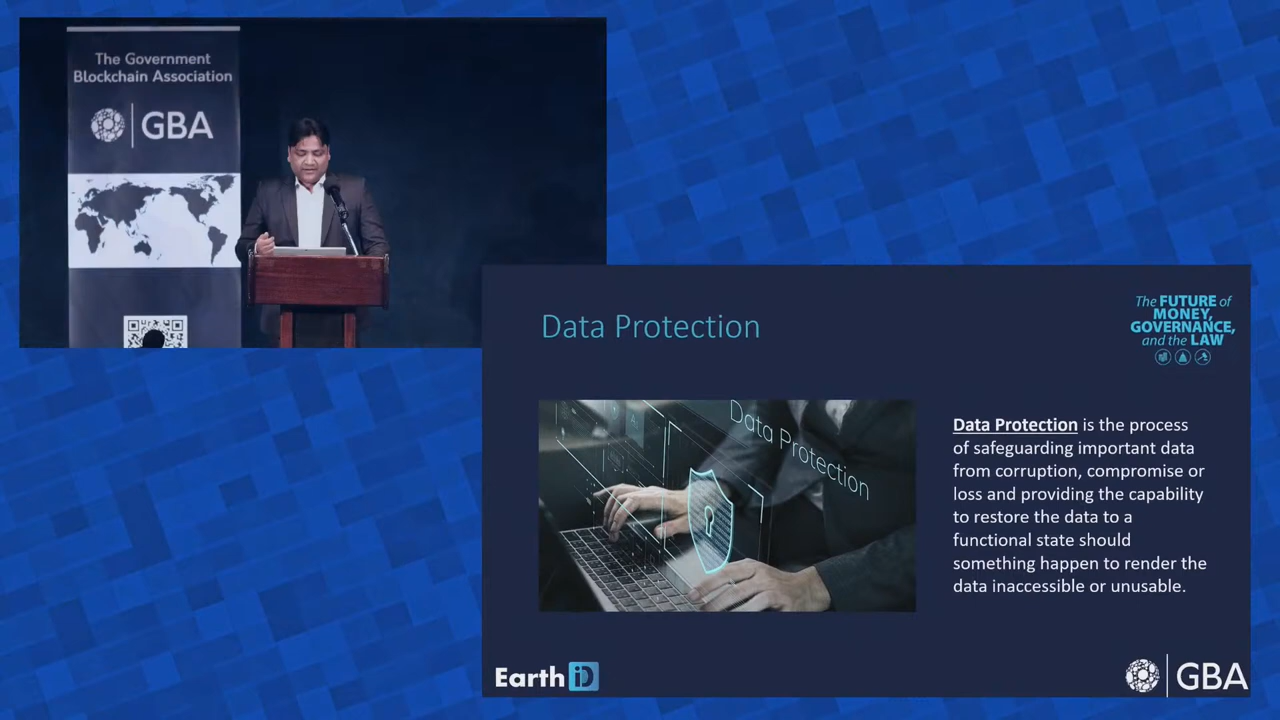 The Government
Blockchain Association
GBA
Data Protection
The FUTURE of
MONEY,
GOVERNANCE,
and the LAW
Data Protection
Data Protection is the process
of safeguarding important data
from corruption, compromise or
loss and providing the capability
to restore the data to a
functional state should
something happen to render the
data inaccessible or unusable.
Earth iD
GBA